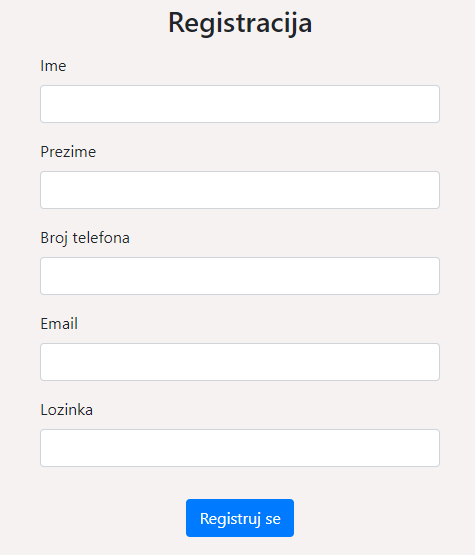 Registracija
Ime
Prezime
Broj telefona
Email
Lozinka
Registruj se